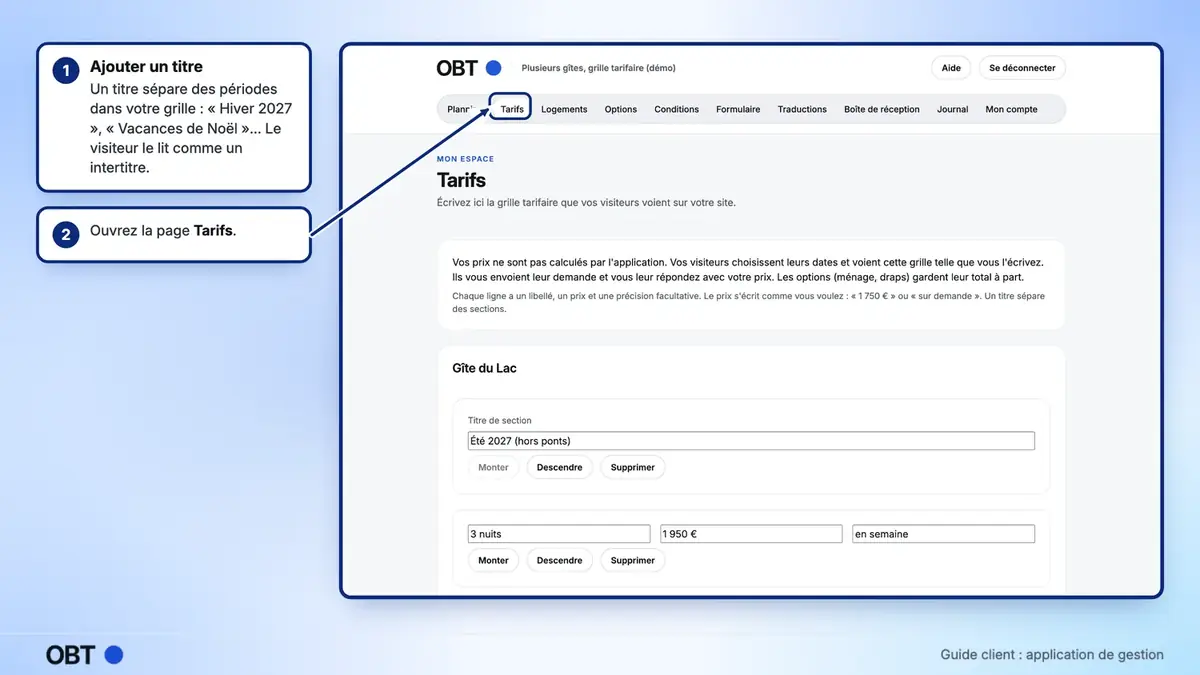 1
Ajouter un titre
Un titre sépare des périodes
dans votre grille : « Hiver 2027
», « Vacances de Noël »... Le
visiteur le lit comme un
intertitre.
2
Ouvrez la page Tarifs.
OBT
Plusieurs gîtes, grille tarifaire (démo)
Aide
Se déconnecter
Tarifs
Logements
Options
Conditions
Formulaire
Traductions
Boîte de réception
Journal
Mon compte
MON ESPACE
Tarifs
Écrivez ici la grille tarifaire que vos visiteurs voient sur votre site.
Vos prix ne sont pas calculés par l'application. Vos visiteurs choisissent leurs dates et voient cette grille telle que vous l'écrivez.
Ils vous envoient leur demande et vous leur répondez avec votre prix. Les options (ménage, draps) gardent leur total à part.
Chaque ligne a un libellé, un prix et une précision facultative. Le prix s'écrit comme vous voulez : « 1 750 € » ou « sur demande ». Un titre sépare
des sections.
Gîte du Lac
Titre de section
Été 2027 (hors ponts)
Monter
Descendre
Supprimer
3 nuits
1 950 €
en semaine
Monter
Descendre
Supprimer
OBT
Guide client : application de gestion